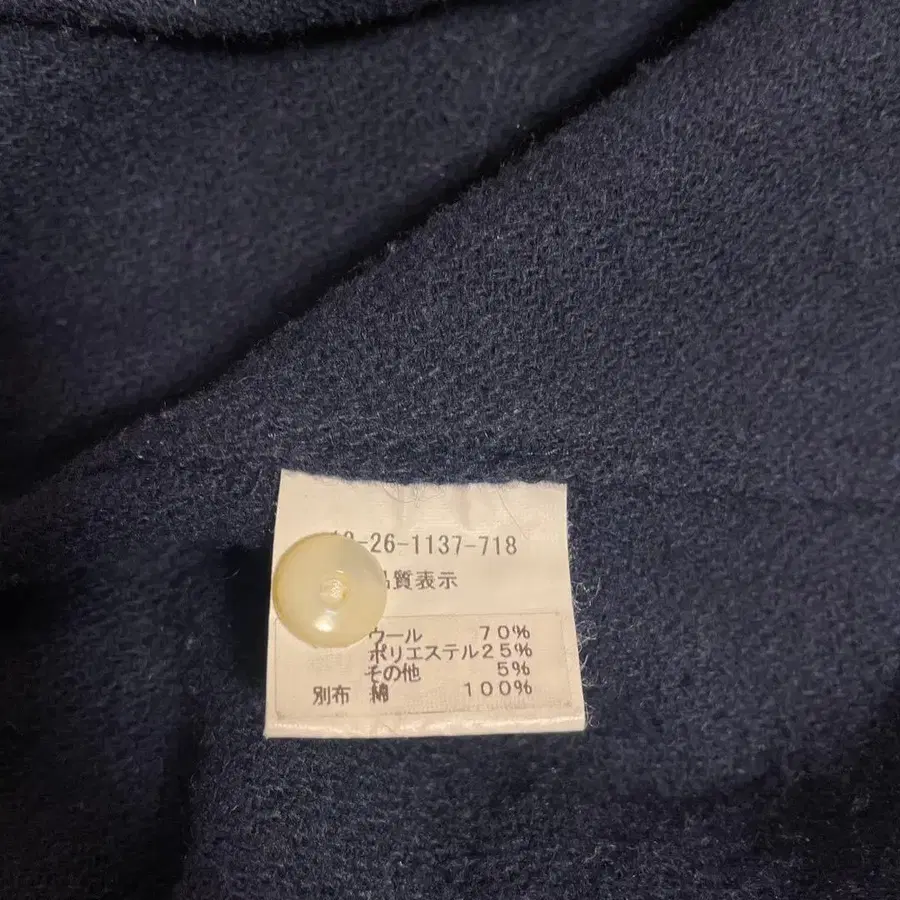 -26-1137-718
質表示
ウール 70%
ポリエステル25%
その他 5%
別布 綿 100%